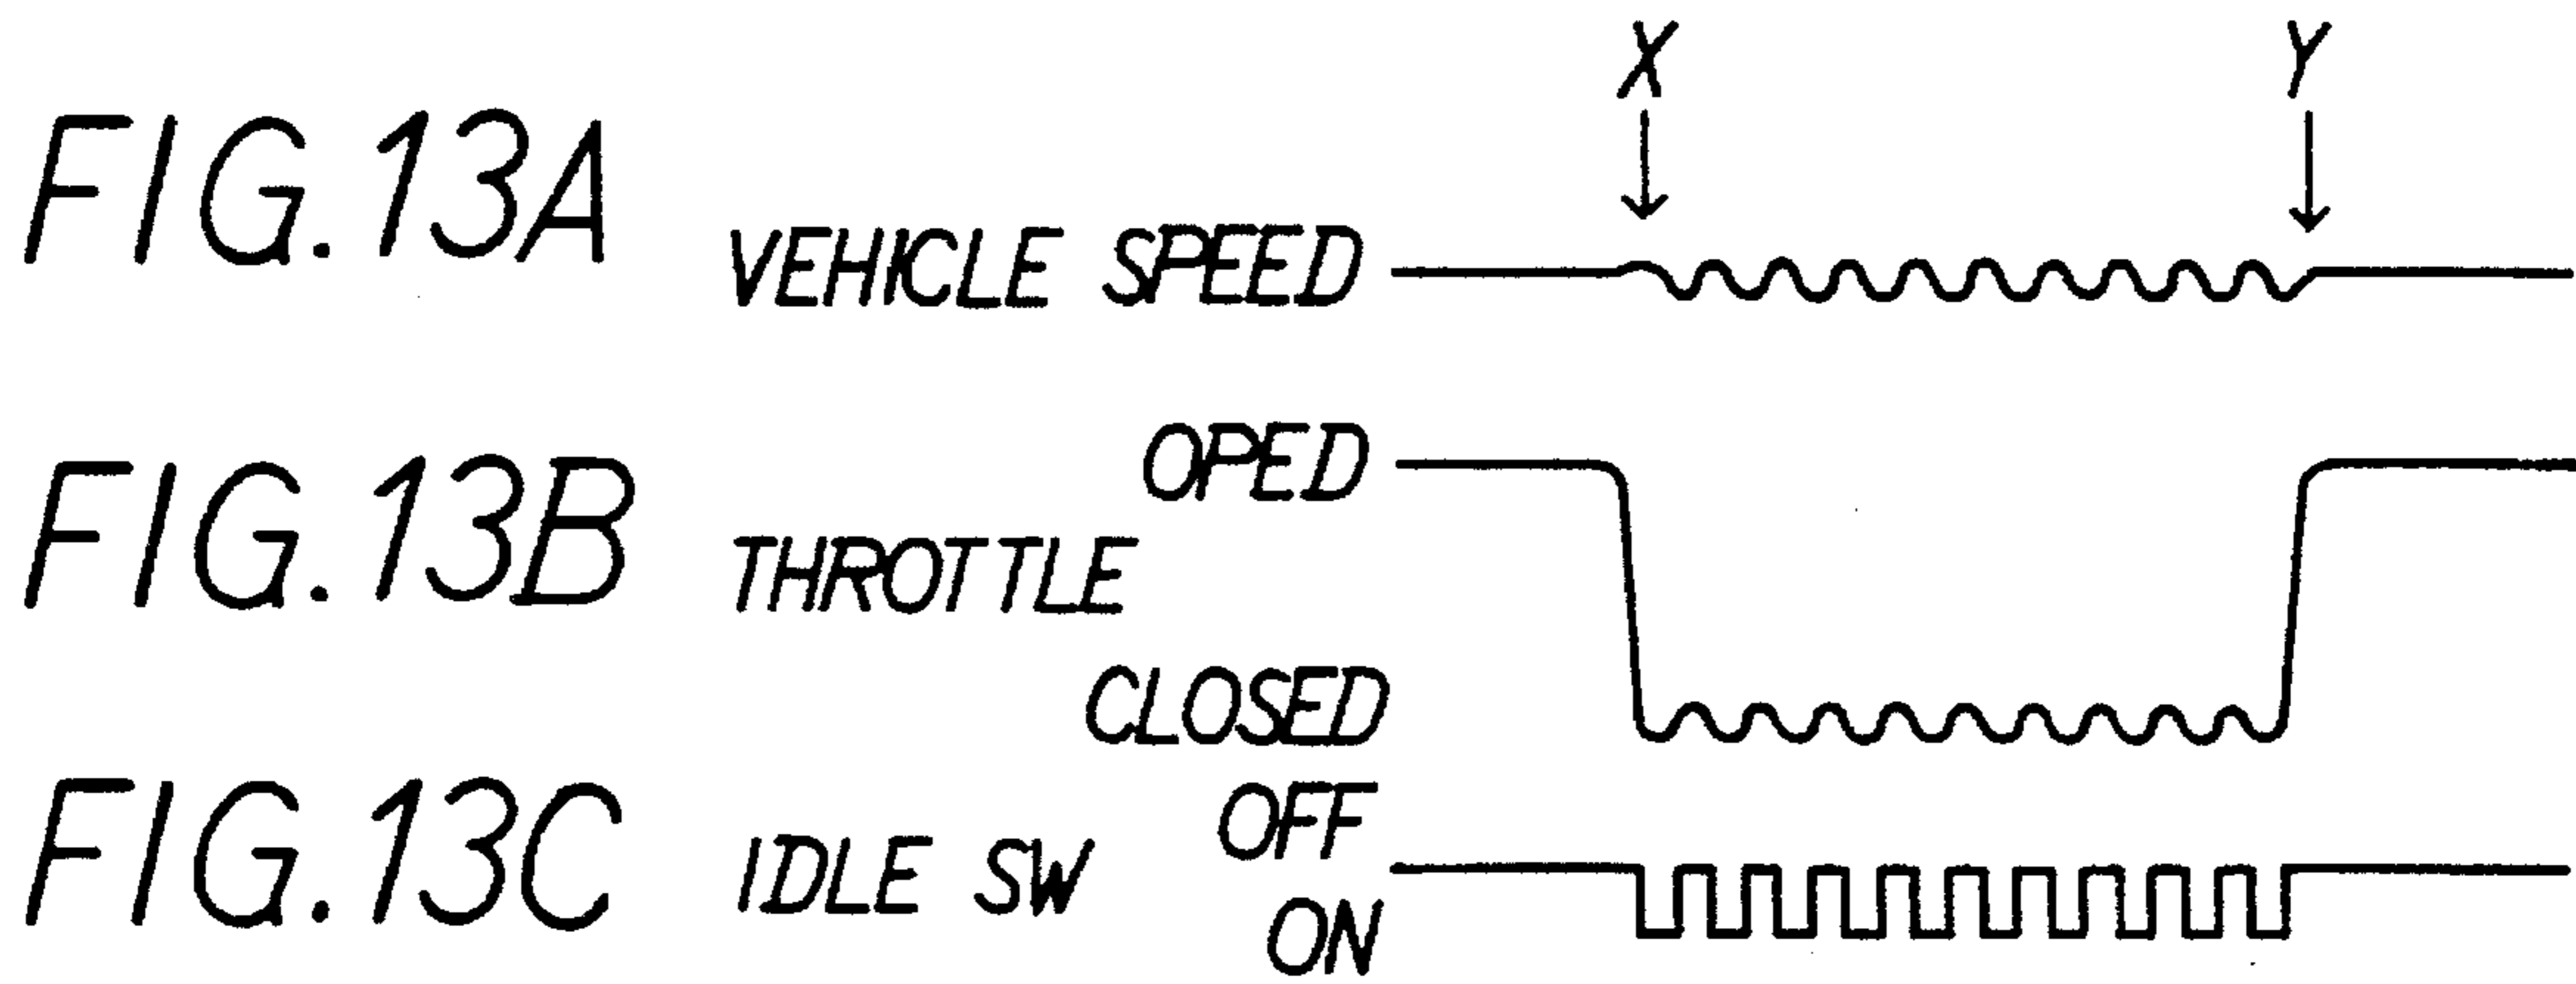 X Y
FIG.13A VEHICLE SPEED
OPED
FIG.13B THROTTLE
CLOSED
FIG.13C IDLE SW OFF
ON